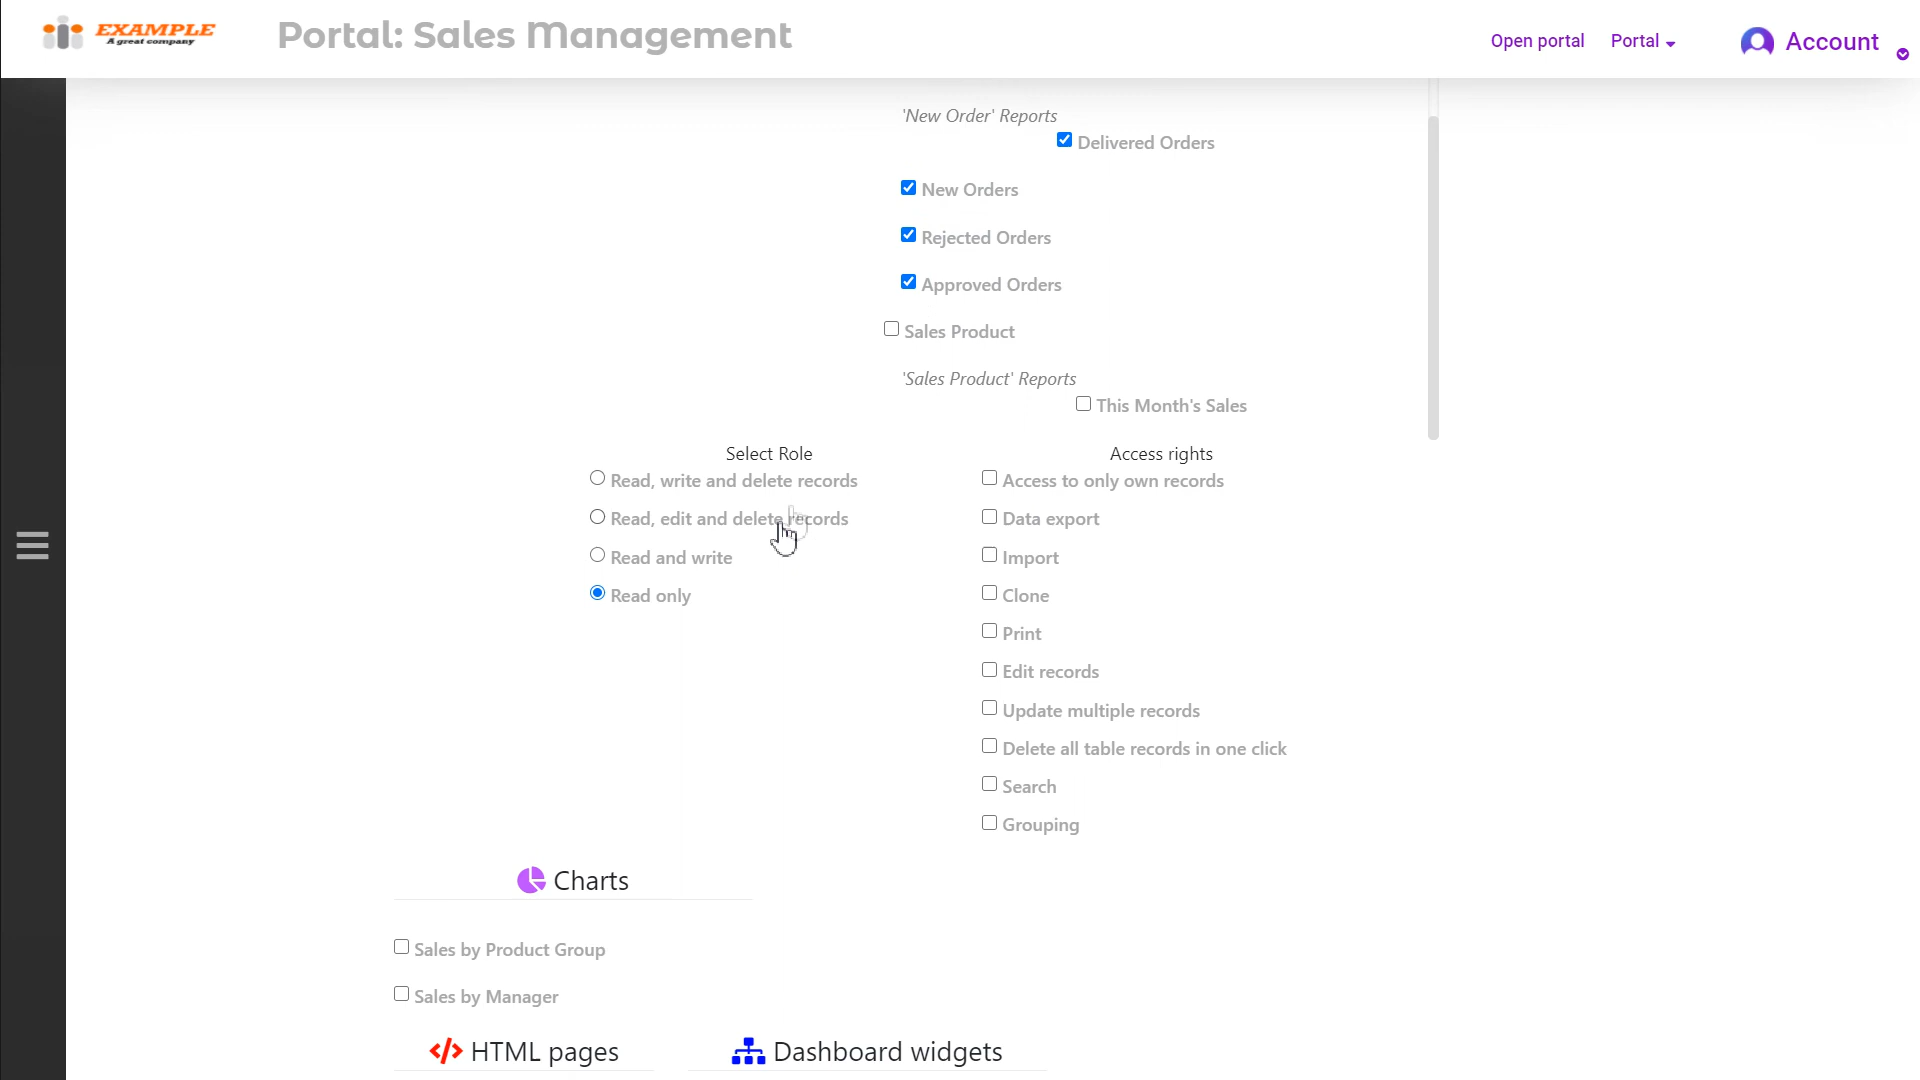 EXAMPLE
A great company
Portal: Sales Management
Open portal
Portal
Account
'New Order' Reports
Delivered Orders
New Orders
Rejected Orders
Approved Orders
Sales Product
'Sales Product' Reports
This Month's Sales
Select Role
Read, write and delete records
Read, edit and delete records
Read and write
Read only
Access rights
Access to only own records
Data export
Import
Clone
Print
Edit records
Update multiple records
Delete all table records in one click
Search
Grouping
Charts
Sales by Product Group
Sales by Manager
HTML pages
Dashboard widgets